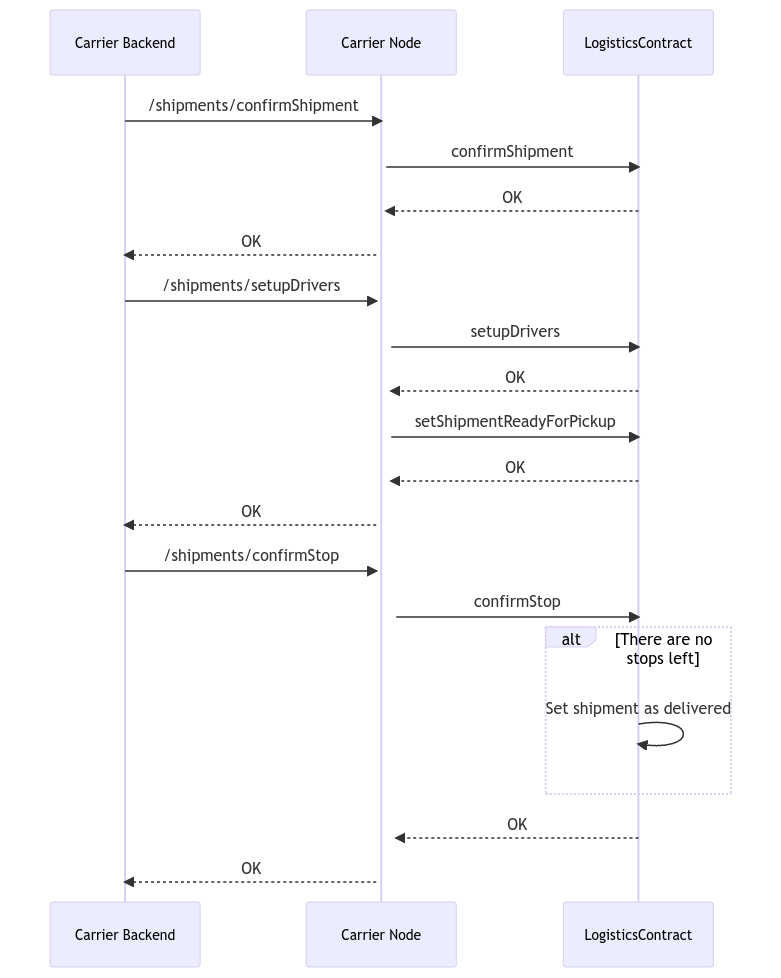 Carrier Backend
Carrier Node
LogisticsContract
/shipments/confirmShipment
confirmShipment
OK
OK
/shipments/setupDrivers
setupDrivers
OK
setShipmentReadyForPickup
OK
OK
/shipments/confirmStop
confirmStop
alt
[There are no
stops left]
Set shipment as delivered
OK
OK
Carrier Backend
Carrier Node
LogisticsContract